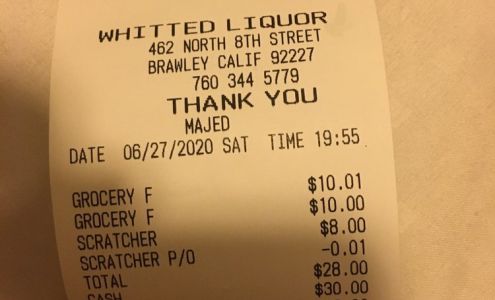 WHITTED LIQUOR
462 NORTH 8TH STREET
BRAWLEY CALIF 92227
760 344 5779
THANK YOU
MAJED
DATE 06/27/2020 SAT TIME 19:55
GROCERY F $10.01
GROCERY F $10.00
SCRATCHER $8.00
SCRATCHER P/O -0.01
TOTAL $28.00
CASH $30.00